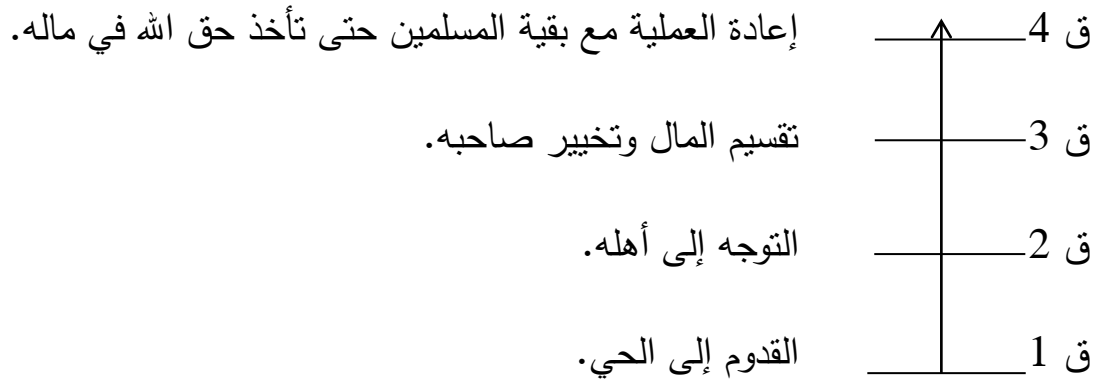 ق 4 إعادة العملية مع بقية المسلمين حتى تأخذ حق الله في ماله.
ق 3 تقسيم المال وتخيير صاحبه.
ق 2 التوجه إلى أهله.
ق 1 القدوم إلى الحي.